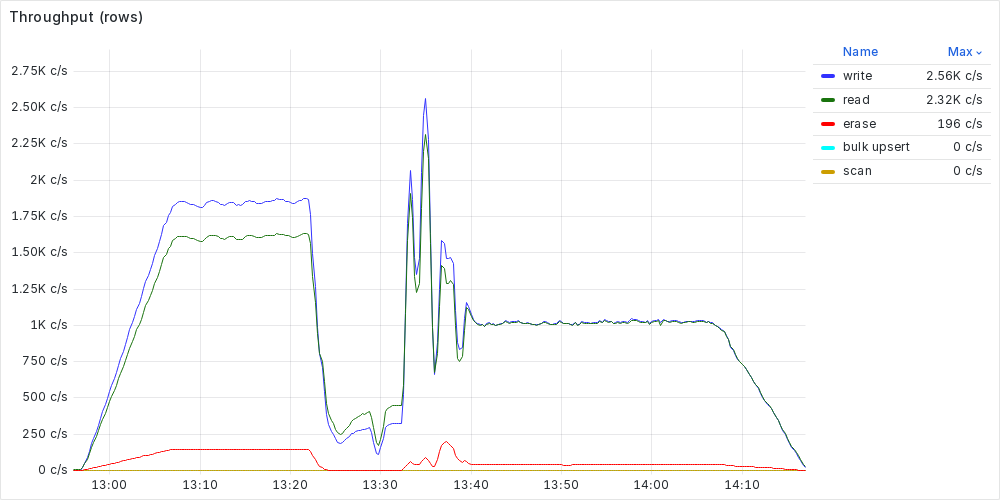 Throughput (rows)
Name Max
write 2.56K c/s
read 2.32K c/s
erase 196 c/s
bulk upsert 0 c/s
scan 0 c/s
2.75K c/s
2.50K c/s
2.25K c/s
2K c/s
1.75K c/s
1.50K c/s
1.25K c/s
1K c/s
750 c/s
500 c/s
250 c/s
0 c/s
13:00 13:10 13:20 13:30 13:40 13:50 14:00 14:10